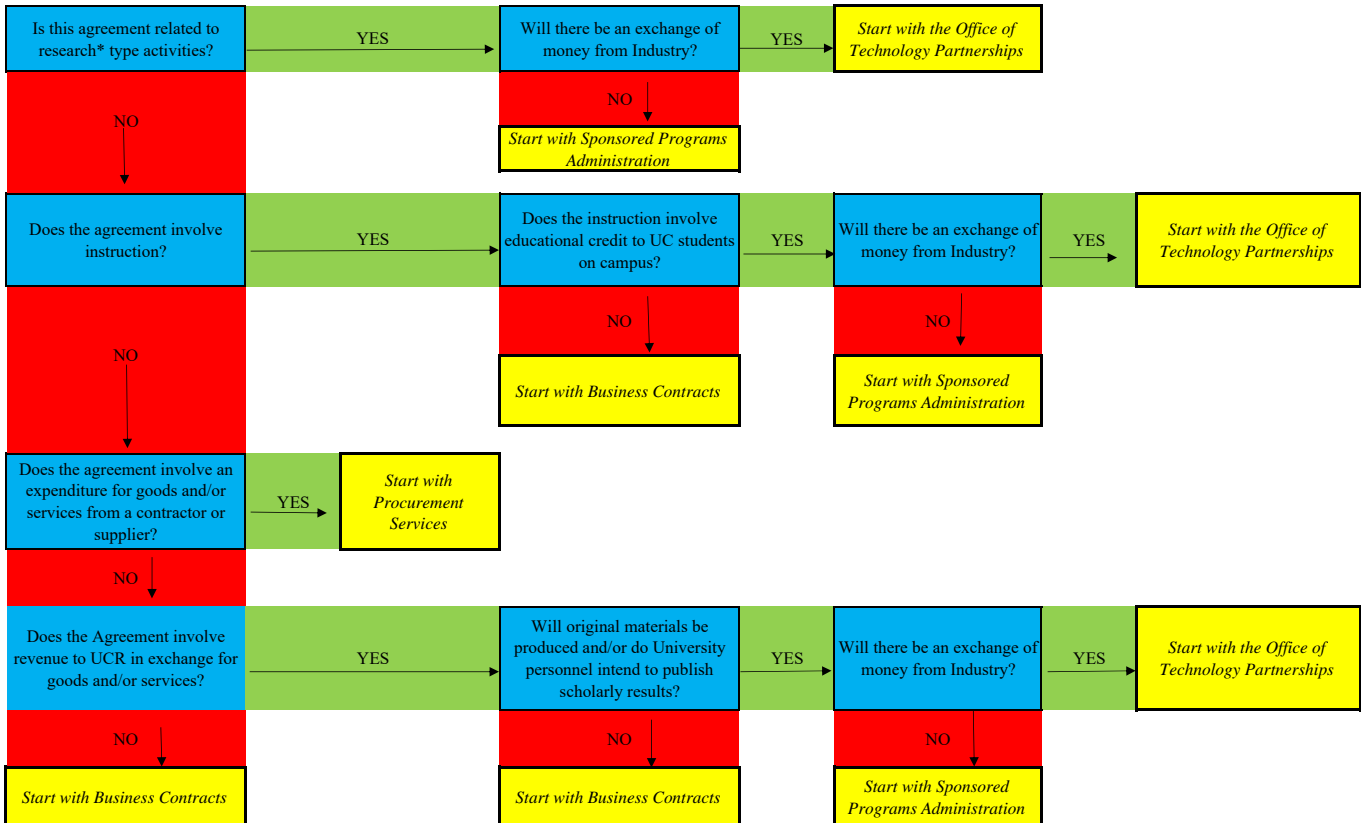 Is this agreement related to
research* type activities?
YES
Will there be an exchange of
money from Industry?
YES
Start with the Office of
Technology Partnerships
NO
NO
Start with Sponsored Programs
Administration
Does the agreement involve
instruction?
YES
Does the instruction involve
educational credit to UC students
on campus?
YES
Will there be an exchange of
money from Industry?
YES
Start with the Office of
Technology Partnerships
NO
NO
NO
Start with Business Contracts
Start with Sponsored
Programs Administration
Does the agreement involve an
expenditure for goods and/or
services from a contractor or
supplier?
YES
Start with
Procurement
Services
NO
Does the Agreement involve
revenue to UCR in exchange for
goods and/or services?
YES
Will original materials be
produced and/or do University
personnel intend to publish
scholarly results?
YES
Will there be an exchange of
money from Industry?
YES
Start with the Office of
Technology Partnerships
NO
NO
NO
Start with Business Contracts
Start with Business Contracts
Start with Sponsored
Programs Administration